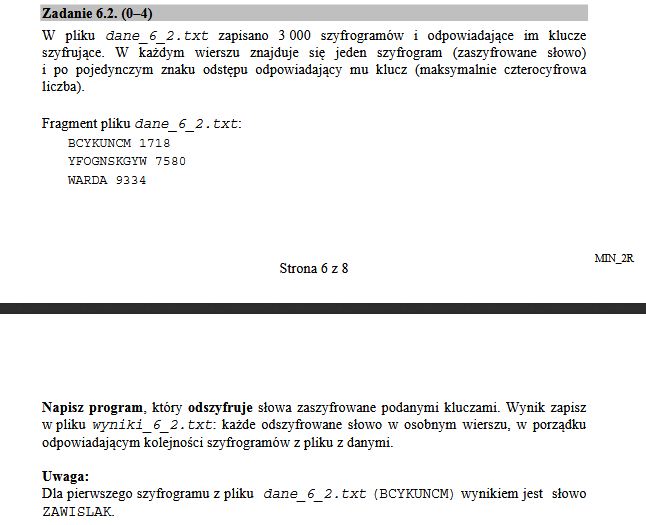 Zadanie 6.2. (0–4)
W pliku dane_6_2.txt zapisano 3 000 szyfrogramów i odpowiadające im klucze
szyfrujące. W każdym wierszu znajduje się jeden szyfrogram (zaszyfrowane słowo)
i po pojedynczym znaku odstępu odpowiadający mu klucz (maksymalnie czterocyfrowa
liczba).
Fragment pliku dane_6_2.txt:
BCYKUNCM 1718
YFOGNSKGYW 7580
WARDA 9334
MIN_2R
Strona 6 z 8
Napisz program, który odszyfruje słowa zaszyfrowane podanymi kluczami. Wynik zapisz
w pliku wyniki_6_2.txt: każde odszyfrowane słowo w osobnym wierszu, w porządku
odpowiadającym kolejności szyfrogramów z pliku z danymi.
Uwaga:
Dla pierwszego szyfrogramu z pliku dane_6_2.txt (BCYKUNCM) wynikiem jest słowo
ZAWISLAK.